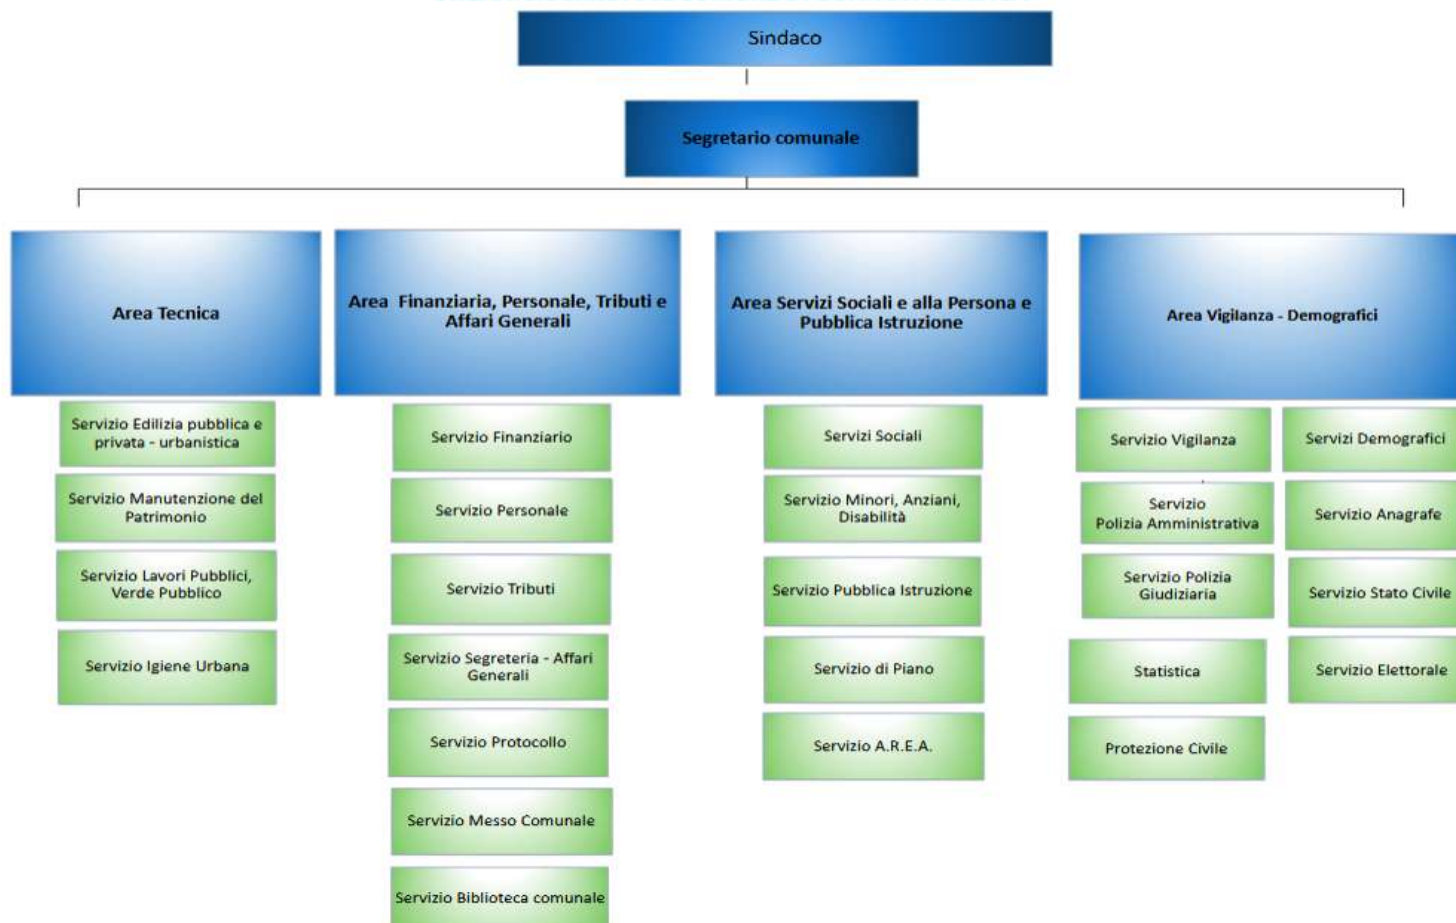 Sindaco
Segretario comunale
Area Tecnica
Servizio Edilizia pubblica e
privata - urbanistica
Servizio Manutenzione del
Patrimonio
Servizio Lavori Pubblici,
Verde Pubblico
Servizio Igiene Urbana
Area Finanziaria, Personale, Tributi e
Affari Generali
Servizio Finanziario
Servizio Personale
Servizio Tributi
Servizio Segreteria - Affari
Generali
Servizio Protocollo
Servizio Messo Comunale
Servizio Biblioteca comunale
Area Servizi Sociali e alla Persona e
Pubblica Istruzione
Servizi Sociali
Servizio Minori, Anziani,
Disabilità
Servizio Pubblica Istruzione
Servizio di Piano
Servizio A.R.E.A.
Area Vigilanza - Demografici
Servizio Vigilanza
Servizio
Polizia Amministrativa
Servizio Polizia
Giudiziaria
Statistica
Protezione Civile
Servizi Demografici
Servizio Anagrafe
Servizio Stato Civile
Servizio Elettorale